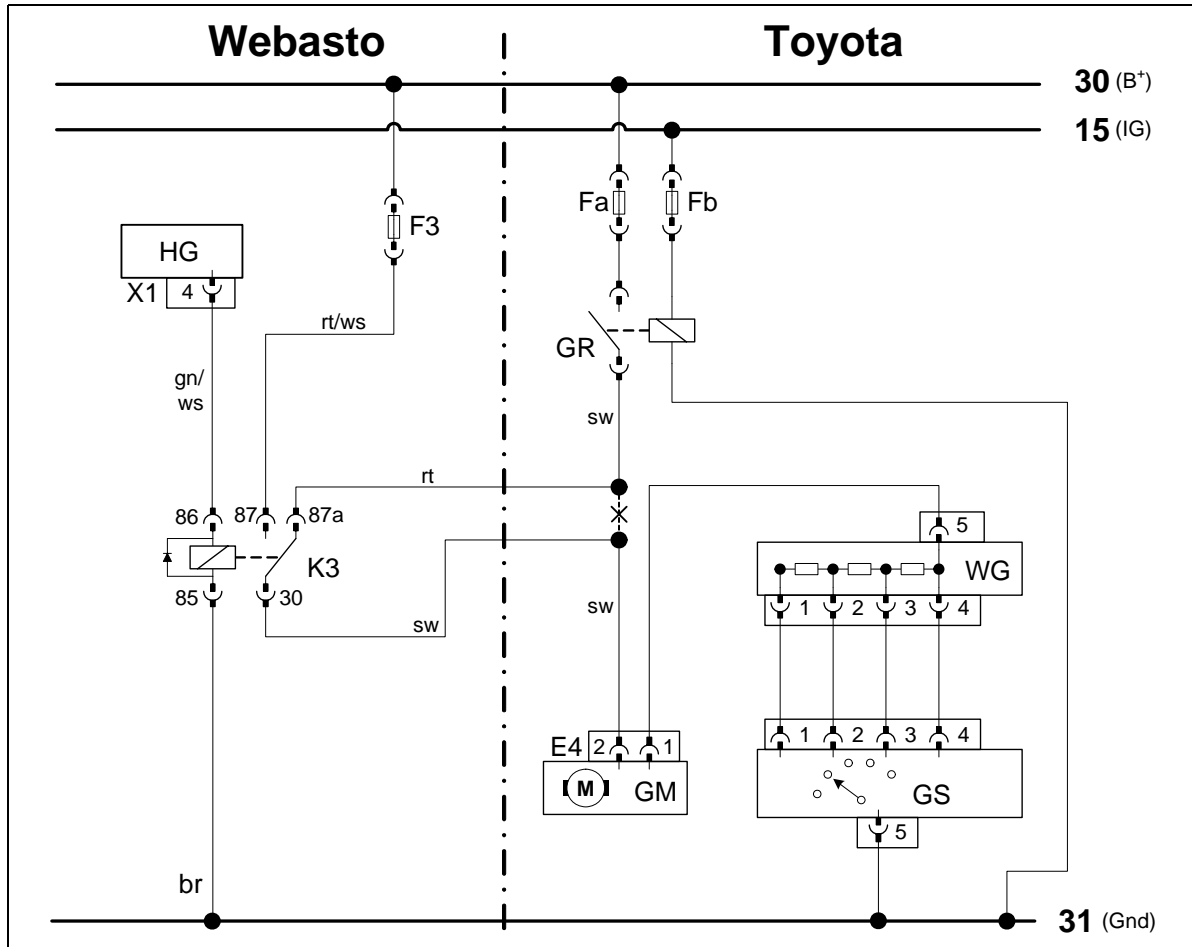 Webasto
Toyota
30 (B+)
15 (IG)
Fa
Fb
F3
HG
X1
4
rt/ws
GR
gn/
ws
sw
rt
86
87
87a
5
K3
WG
85
30
1
2
3
4
sw
sw
1
2
3
4
E4
2
1
M
GM
GS
5
br
31 (Gnd)